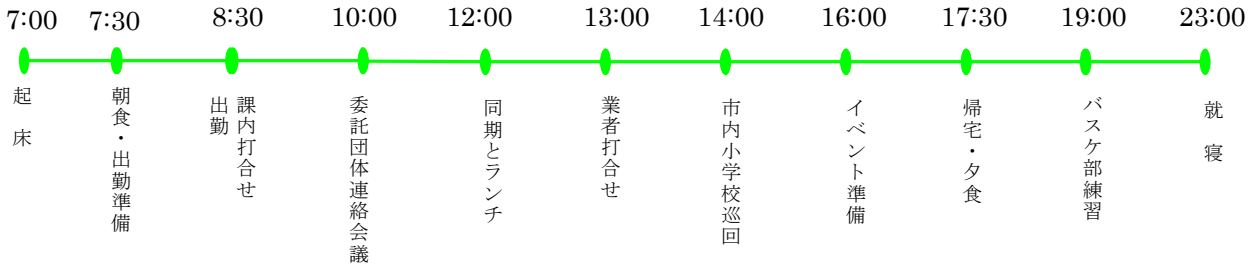 7:00
7:30
8:30
10:00
12:00
13:00
14:00
16:00
17:30
19:00
23:00
起床
朝食・出勤準備
課内打合せ
出勤
委託団体連絡会議
同期とランチ
業者打合せ
市内小学校巡回
イベント準備
帰宅・夕食
バスケ部練習
就寝